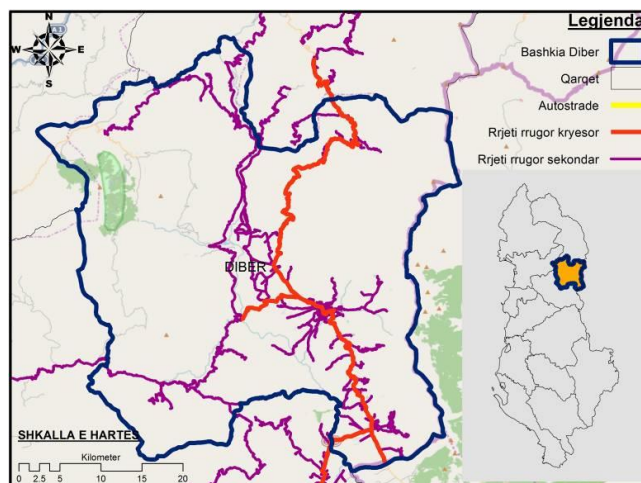 N
W E
S
Legjenda
Bashkia Diber
Qarqet
Autostrade
Rrjeti rrugor kryesor
Rrjeti rrugor sekondar
DIBER
SHKALLA E HARTES
Kilometer
0 2.5 5 10 15 20